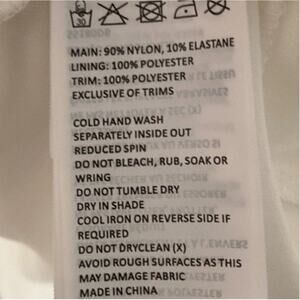 30
MAIN: 90% NYLON, 10% ELASTANE
LINING: 100% POLYESTER
TRIM: 100% POLYESTER
EXCLUSIVE OF TRIMS
COLD HAND WASH
SEPARATELY INSIDE OUT
REDUCED SPIN
DO NOT BLEACH, RUB, SOAK OR
WRING
DO NOT TUMBLE DRY
DRY IN SHADE
COOL IRON ON REVERSE SIDE IF
REQUIRED
DO NOT DRYCLEAN (X)
AVOID ROUGH SURFACES AS THIS
MAY DAMAGE FABRIC
MADE IN CHINA